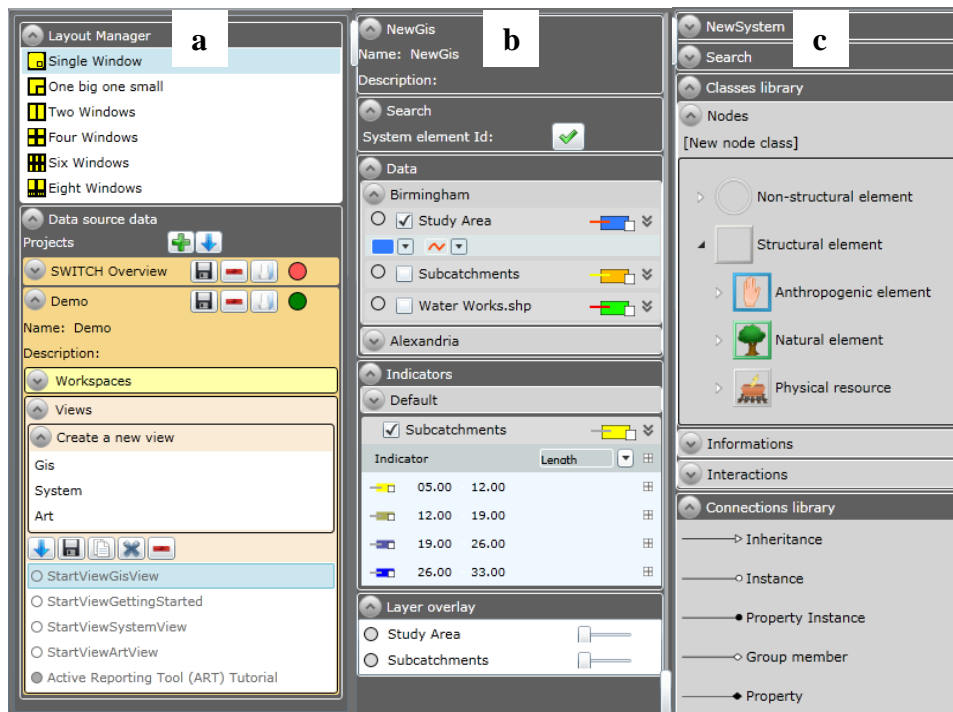 a
Layout Manager
Single Window
One big one small
Two Windows
Four Windows
Six Windows
Eight Windows
Data source data
Projects
SWITCH Overview
Demo
Name: Demo
Description:
Workspaces
Views
Create a new view
Gis
System
Art
StartViewGisView
StartViewGettingStarted
StartViewSystemView
StartViewArtView
Active Reporting Tool (ART) Tutorial
b
NewGis
Name: NewGis
Description:
Search
System element Id:
Data
Birmingham
Study Area
Subcatchments
Water Works.shp
Alexandria
Indicators
Default
Subcatchments
Indicator Length
05.00 12.00
12.00 19.00
19.00 26.00
26.00 33.00
Layer overlay
Study Area
Subcatchments
c
NewSystem
Search
Classes library
Nodes
[New node class]
Non-structural element
Structural element
Anthropogenic element
Natural element
Physical resource
Informations
Interactions
Connections library
Inheritance
Instance
Property Instance
Group member
Property